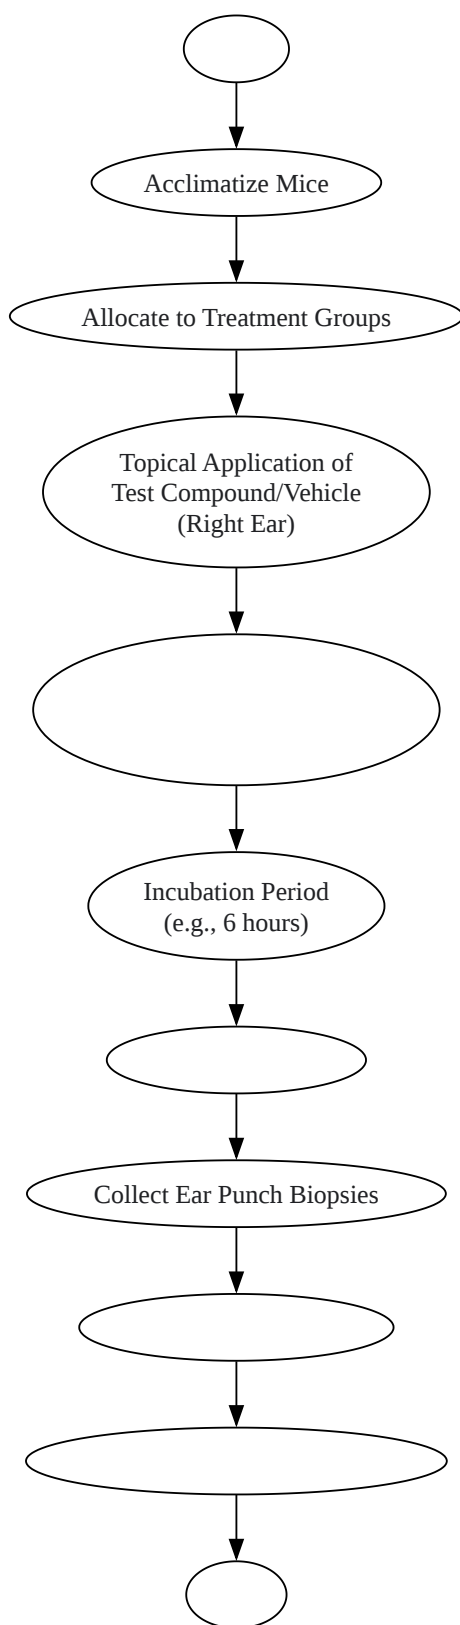 Acclimatize Mice
Allocate to Treatment Groups
Topical Application of
Test Compound/Vehicle
(Right Ear)
Incubation Period
(e.g., 6 hours)
Collect Ear Punch Biopsies